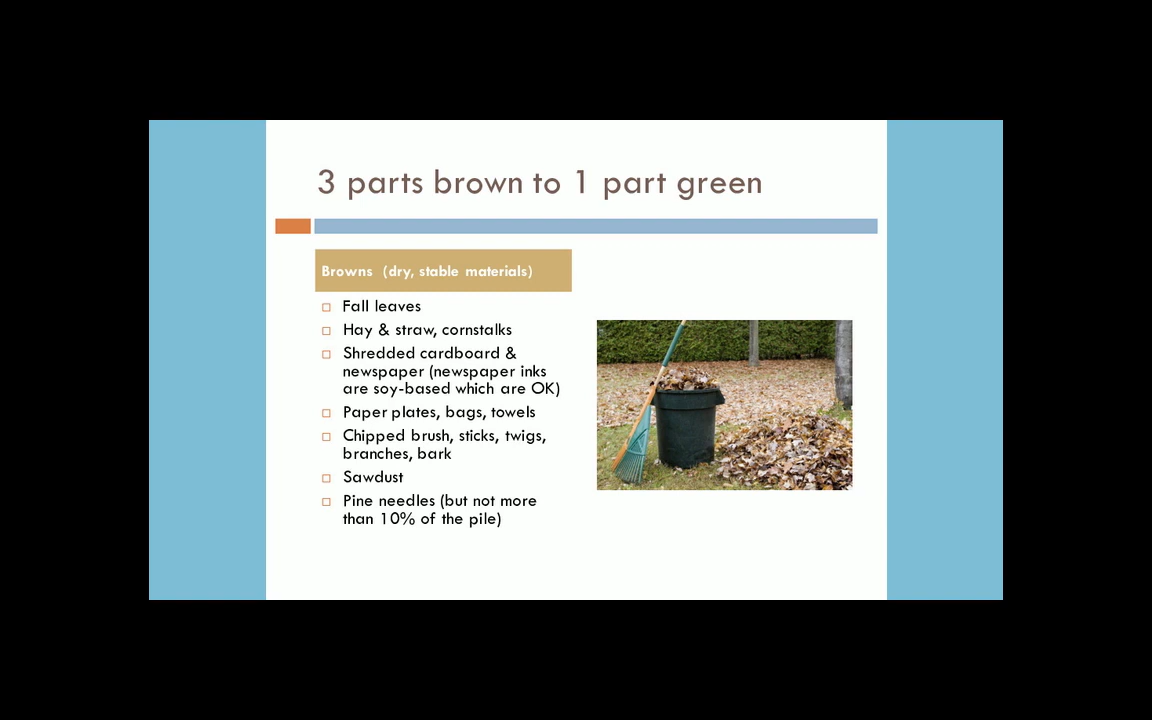 3 parts brown to 1 part green
Browns (dry, stable materials)
Fall leaves
Hay & straw, cornstalks
Shredded cardboard &
newspaper (newspaper inks
are soy-based which are OK)
Paper plates, bags, towels
Chipped brush, sticks, twigs,
branches, bark
Sawdust
Pine needles (but not more
than 10% of the pile)